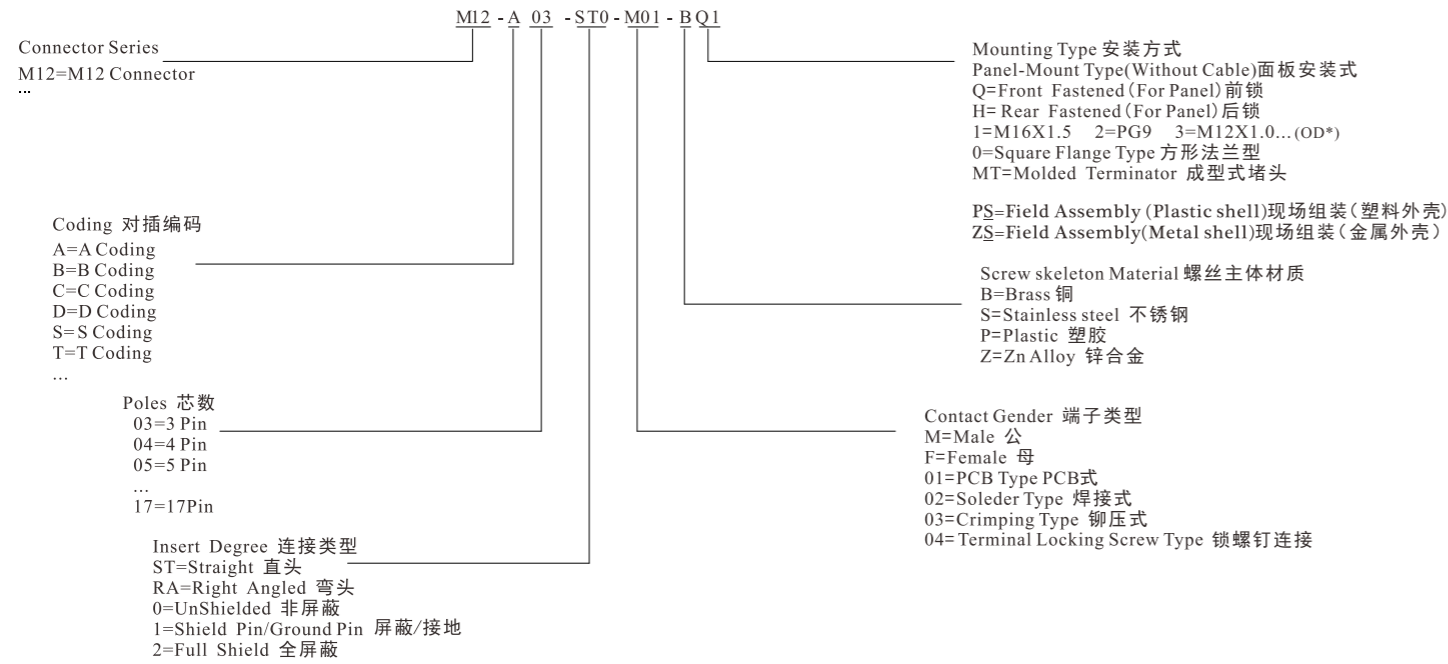 M12 - A 03 - ST0 - M01 - B Q1
Connector Series
M12=M12 Connector
...
Mounting Type 安装方式
Panel-Mount Type(Without Cable)面板安装式
Q=Front Fastened(For Panel)前锁
H= Rear Fastened(For Panel)后锁
1=M16X1.5 2=PG9 3=M12X1.0...(OD*)
0=Square Flange Type 方形法兰型
MT=Molded Terminator 成型式堵头
PS=Field Assembly (Plastic shell)现场组装(塑料外壳)
ZS=Field Assembly(Metal shell)现场组装(金属外壳)
Coding 对插编码
A=A Coding
B=B Coding
C=C Coding
D=D Coding
S=S Coding
T=T Coding
...
Screw skeleton Material 螺丝主体材质
B=Brass 铜
S=Stainless steel 不锈钢
P=Plastic 塑胶
Z=Zn Alloy 锌合金
Poles 芯数
03=3 Pin
04=4 Pin
05=5 Pin
...
17=17Pin
Contact Gender 端子类型
M=Male 公
F=Female 母
01=PCB Type PCB式
02=Soleder Type 焊接式
03=Crimping Type 铆压式
04=Terminal Locking Screw Type 锁螺钉连接
Insert Degree 连接类型
ST=Straight 直头
RA=Right Angled 弯头
0=UnShielded 非屏蔽
1=Shield Pin/Ground Pin 屏蔽/接地
2=Full Shield 全屏蔽